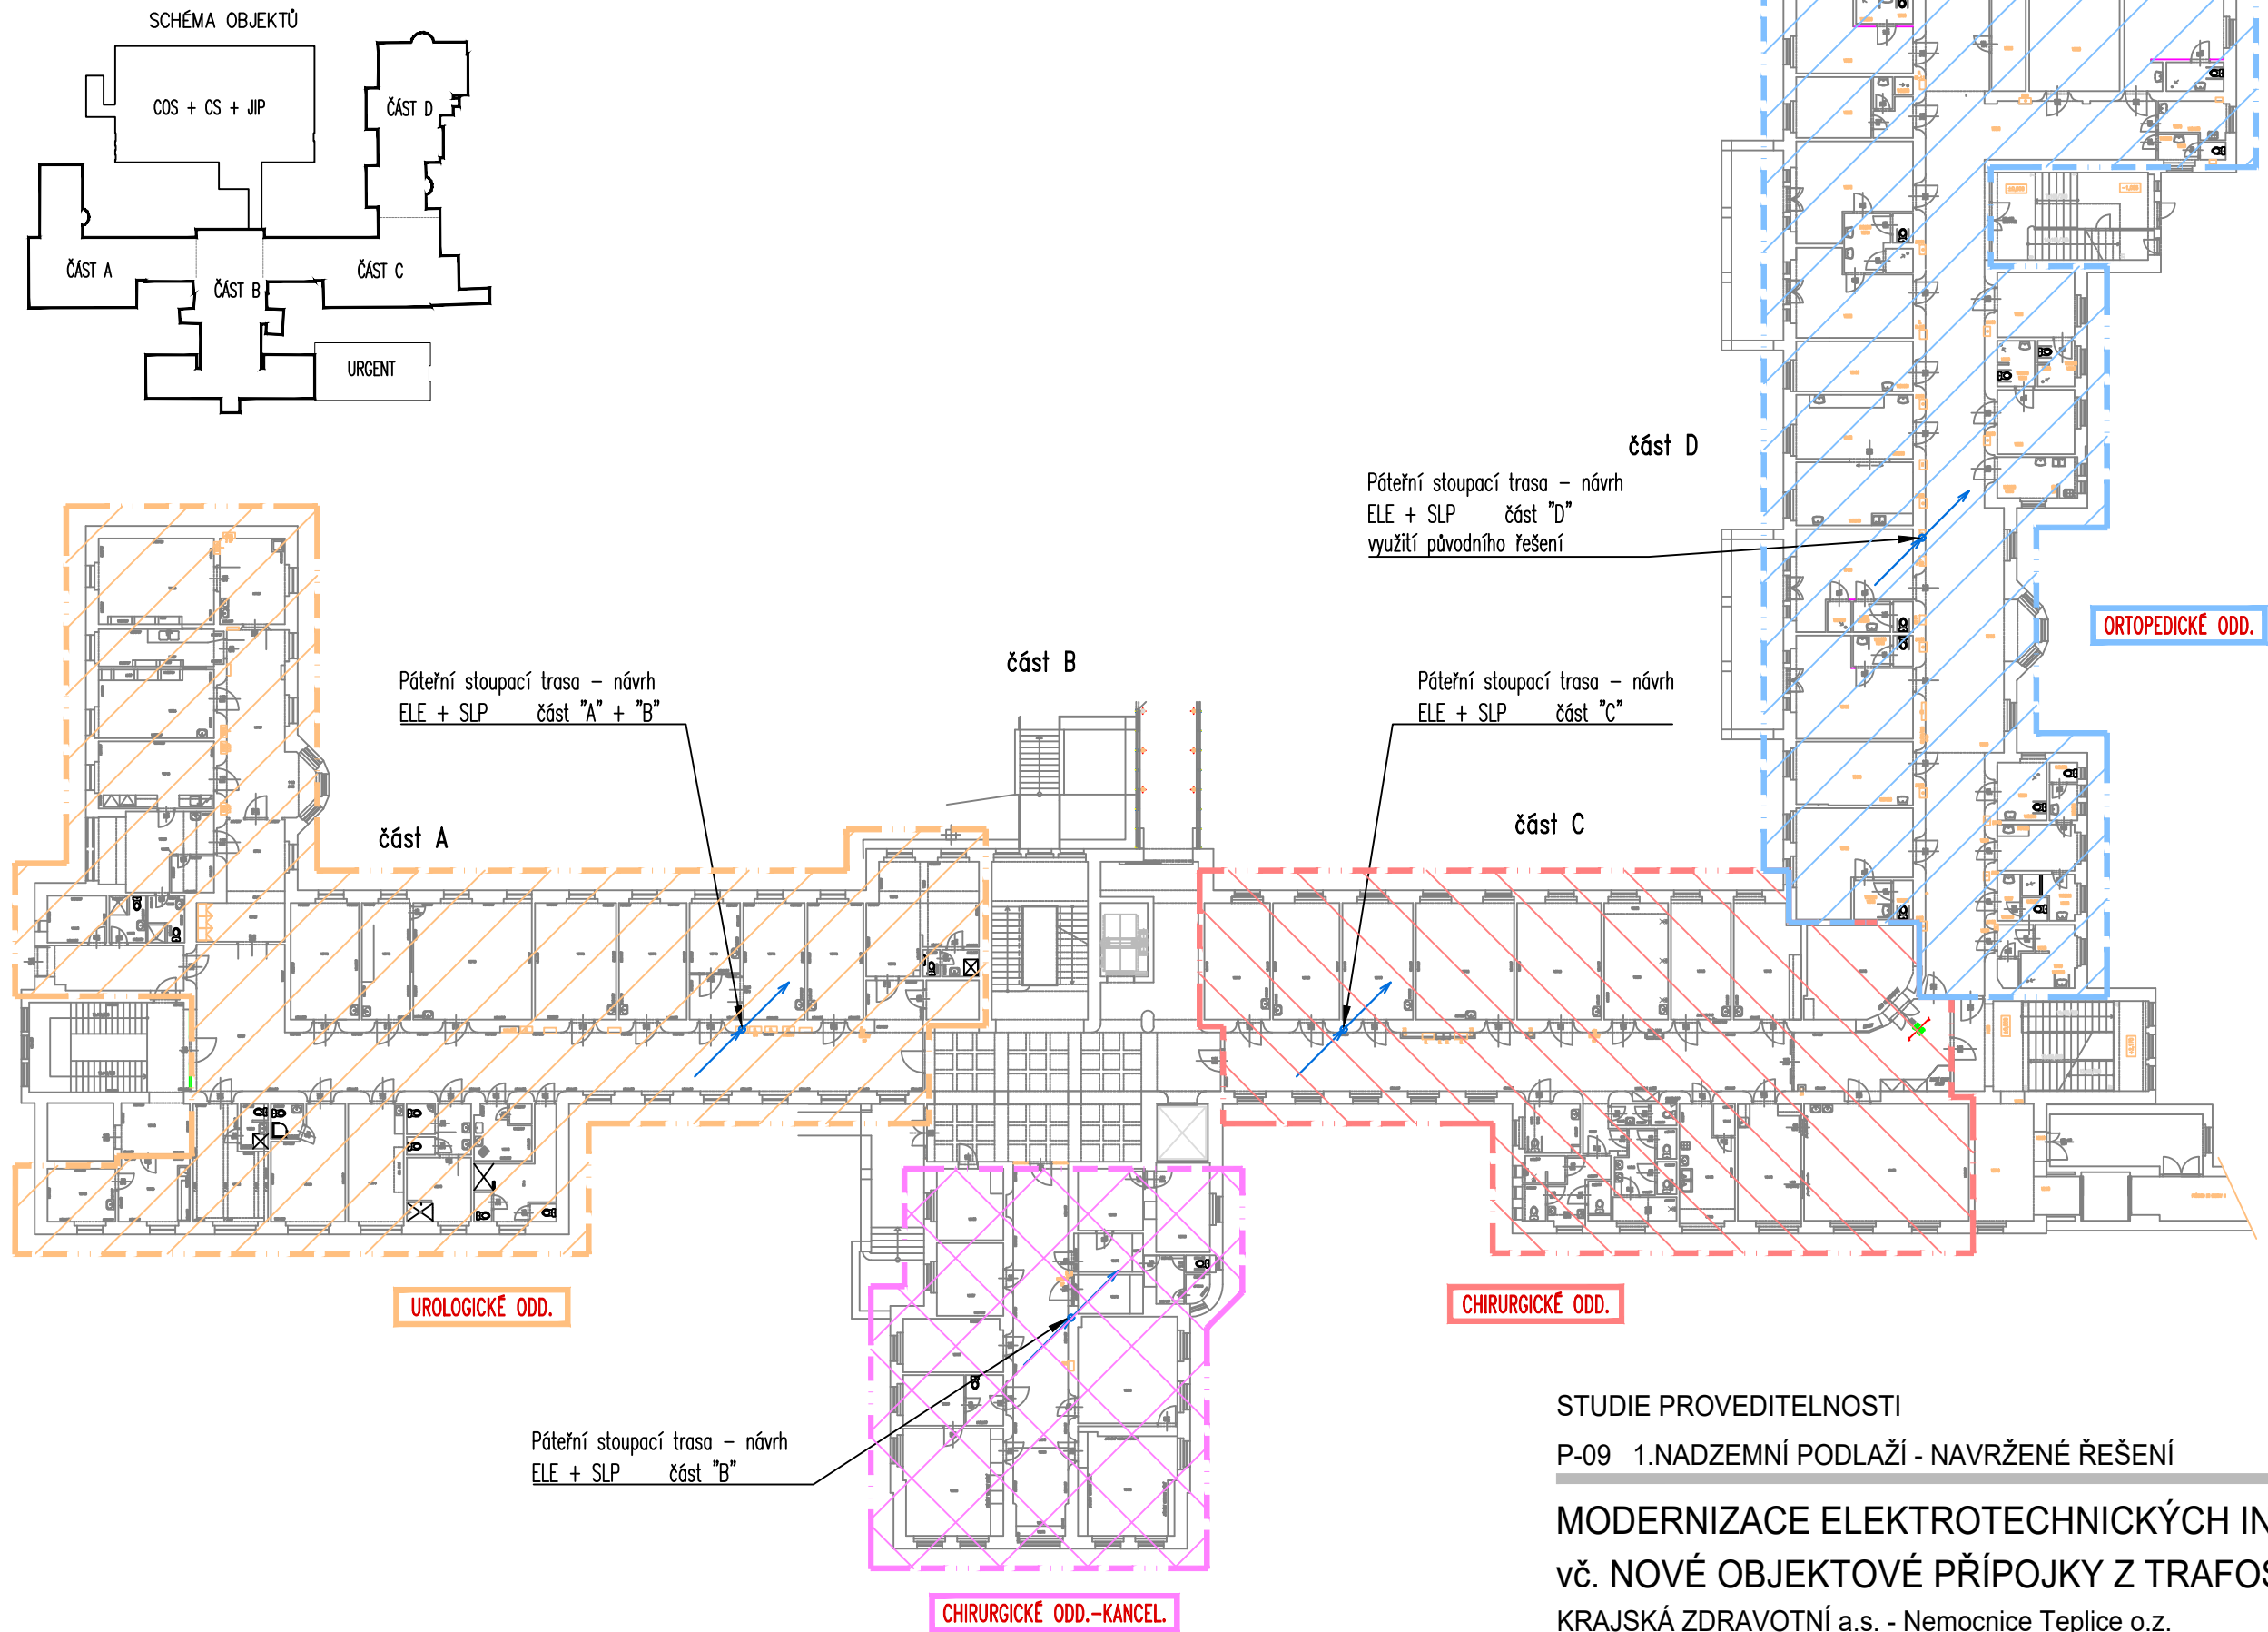 SCHÉMA OBJEKTŮ
COS + CS + JIP
ČÁST D
ČÁST A
ČÁST B
ČÁST C
URGENT
část D
Páteřní stoupací trasa – návrh
ELE + SLP část "D"
využití původního řešení
ORTOPEDICKÉ ODD.
část B
Páteřní stoupací trasa – návrh
ELE + SLP část "A" + "B"
Páteřní stoupací trasa – návrh
ELE + SLP část "C"
část A
část C
UROLOGICKÉ ODD.
CHIRURGICKÉ ODD.
Páteřní stoupací trasa – návrh
ELE + SLP část "B"
CHIRURGICKÉ ODD.–KANCEL.
STUDIE PROVEDITELNOSTI
P-09 1.NADZEMNÍ PODLAŽÍ - NAVRŽENÉ ŘEŠENÍ
MODERNIZACE ELEKTROTECHNICKÝCH IN
vč. NOVÉ OBJEKTOVÉ PŘÍPOJKY Z TRAFOS
KRAJSKÁ ZDRAVOTNÍ a.s. - Nemocnice Teplice o.z.